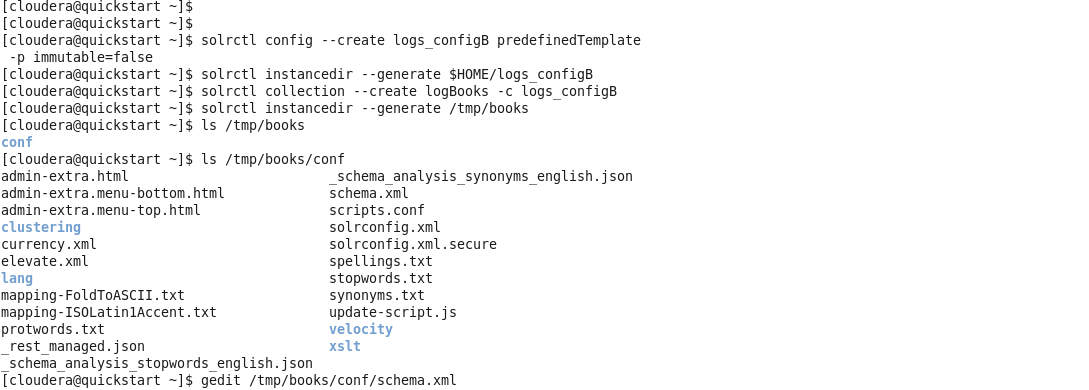 [cloudera@quickstart ~]$
[cloudera@quickstart ~]$
[cloudera@quickstart ~]$ solrctl config --create logs_configB predefinedTemplate
 -p immutable=false
[cloudera@quickstart ~]$ solrctl instancedir --generate $HOME/logs_configB
[cloudera@quickstart ~]$ solrctl collection --create logBooks -c logs_configB
[cloudera@quickstart ~]$ solrctl instancedir --generate /tmp/books
[cloudera@quickstart ~]$ ls /tmp/books
conf
[cloudera@quickstart ~]$ ls /tmp/books/conf
admin-extra.html                         _schema_analysis_synonyms_english.json
admin-extra.menu-bottom.html             schema.xml
admin-extra.menu-top.html                scripts.conf
clustering                               solrconfig.xml
currency.xml                             solrconfig.xml.secure
elevate.xml                              spellings.txt
lang                                     stopwords.txt
mapping-FoldToASCII.txt                  synonyms.txt
mapping-ISOLatin1Accent.txt              update-script.js
protwords.txt                            velocity
_rest_managed.json                       xslt
_schema_analysis_stopwords_english.json
[cloudera@quickstart ~]$ gedit /tmp/books/conf/schema.xml